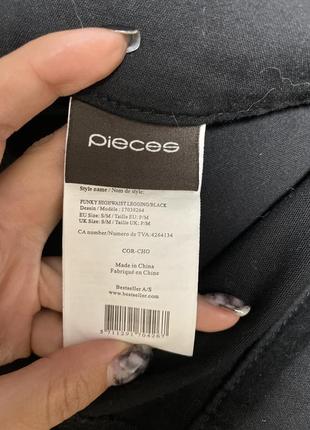 pieces
Style name / Nom de style:
FUNKY HIGHWAIST LEGGING/BLACK
Dessin / Modèle : 17039264
EU Size: S/M / Taille EU: P/M
UK Size: S/M / Taille UK: P/M
CA number/Numero de TVA:4264134
COR-CHO
Made in China
Fabriqué en Chine
Bestseller A/S
www.bestseller.com
5711291704267